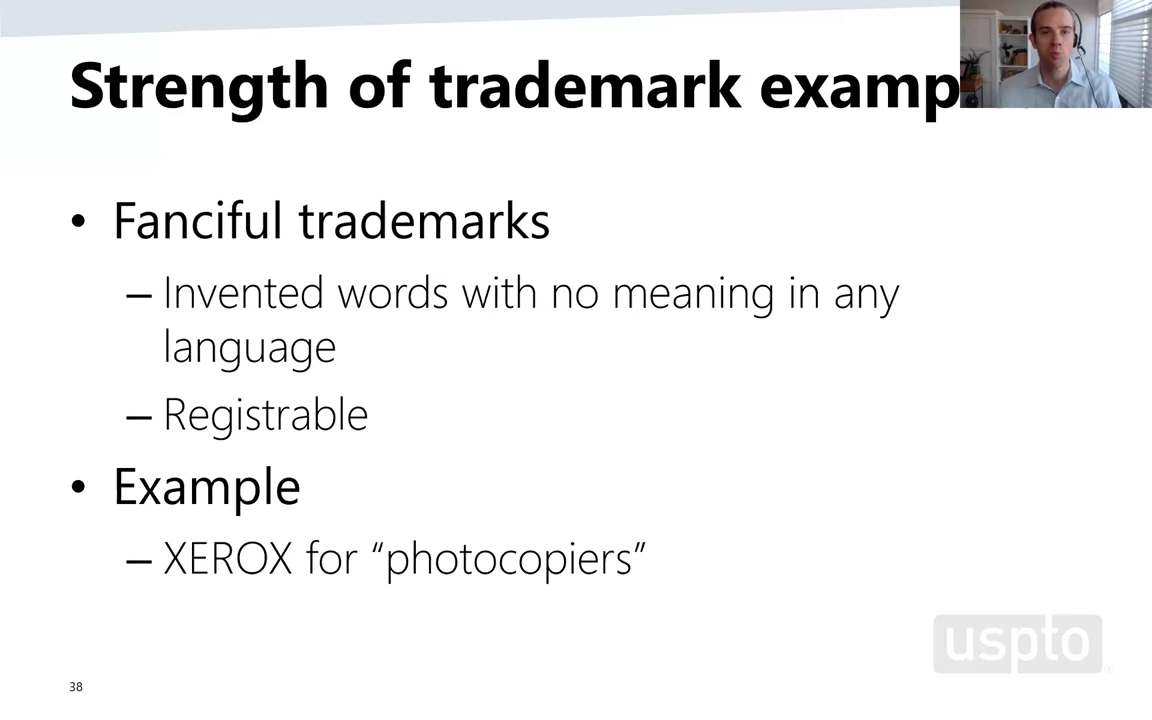 Strength of trademark examp
• Fanciful trademarks
– Invented words with no meaning in any
language
– Registrable
• Example
– XEROX for “photocopiers”
uspto
38